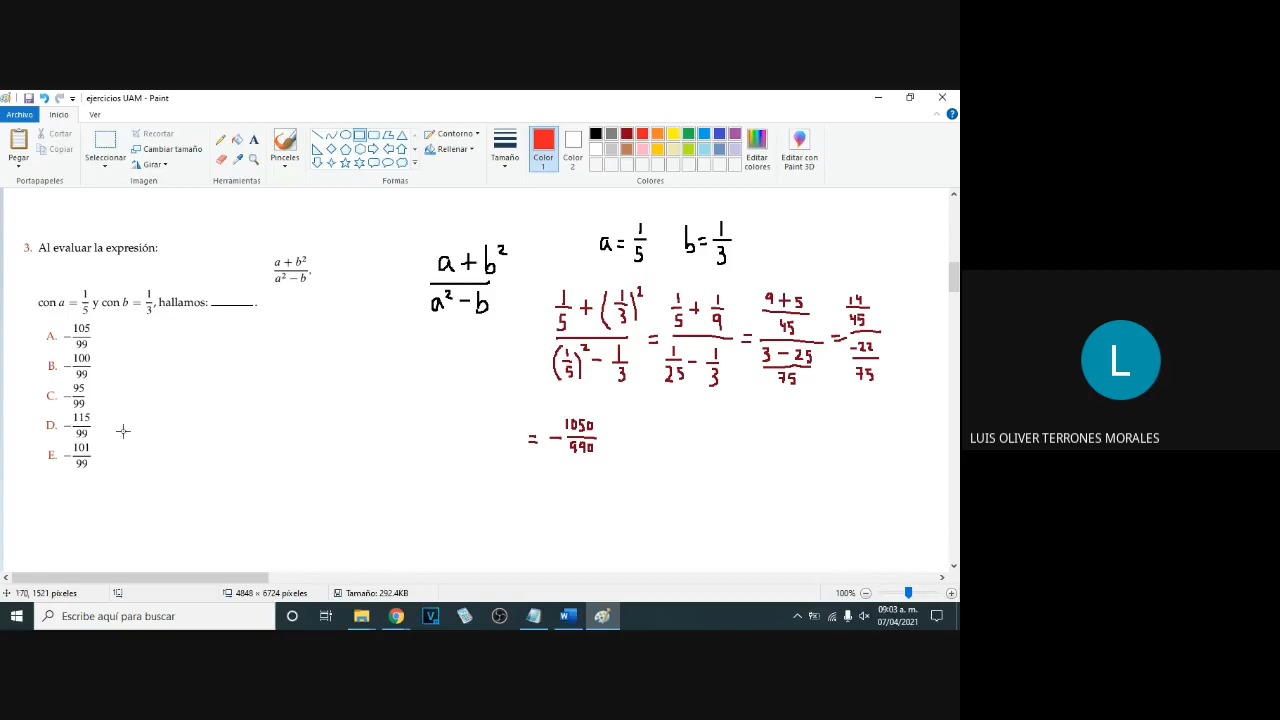 ejercicios UAM - Paint
Archivo Inicio Ver
Pegar
Cortar
Copiar
Portapapeles
Seleccionar
Recortar
Cambiar tamaño
Girar
Imagen
A
Herramientas
Pinceles
Contorno
Rellenar
Formas
Tamaño
Color 1
Color 2
Colores
Editar colores
Editar con Paint 3D
3. Al evaluar la expresión:
(a + b²)/(a² − b),
con a = 1/5 y con b = 1/3, hallamos: ______.
A. −105/99
B. −100/99
C. −95/99
D. −115/99
E. −101/99
(a + b²)/(a² − b)
a = 1/5 b = 1/3
(1/5 + (1/3)²)/((1/5)² − 1/3) = (1/5 + 1/9)/(1/25 − 1/3) = ((9 + 5)/45)/((3 − 25)/75) = (14/45)/(−22/75)
= −1050/990
170, 1521 píxeles
4848 × 6724 píxeles
Tamaño: 292.4KB
100%
Escribe aquí para buscar
09:03 a. m.
07/04/2021
L
LUIS OLIVER TERRONES MORALES